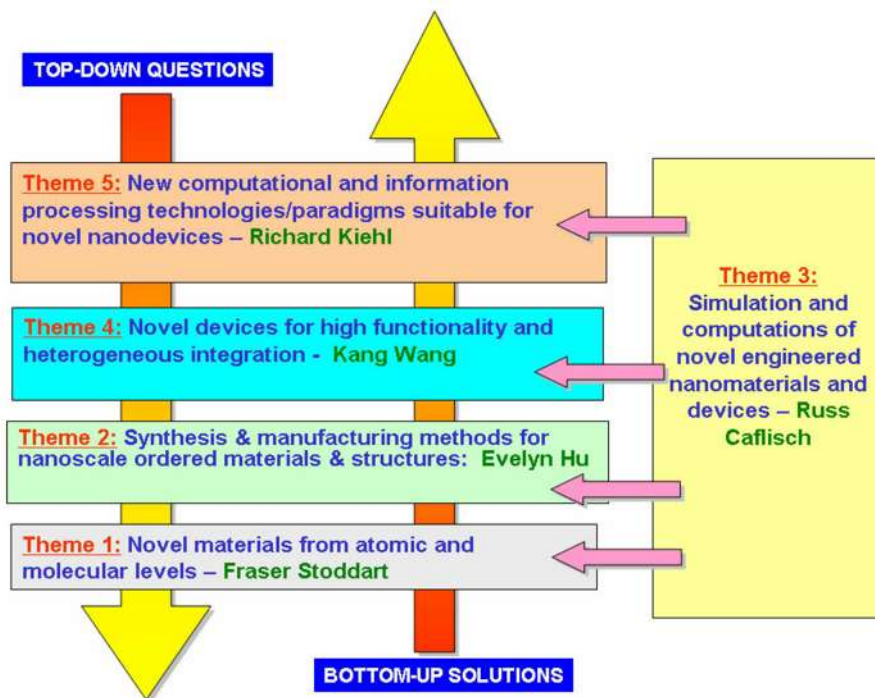 TOP-DOWN QUESTIONS
Theme 5: New computational and information
processing technologies/paradigms suitable for
novel nanodevices – Richard Kiehl
Theme 4: Novel devices for high functionality and
heterogeneous integration - Kang Wang
Theme 2: Synthesis & manufacturing methods for
nanoscale ordered materials & structures: Evelyn Hu
Theme 1: Novel materials from atomic and
molecular levels – Fraser Stoddart
Theme 3:
Simulation and
computations of
novel engineered
nanomaterials and
devices – Russ
Caflisch
BOTTOM-UP SOLUTIONS